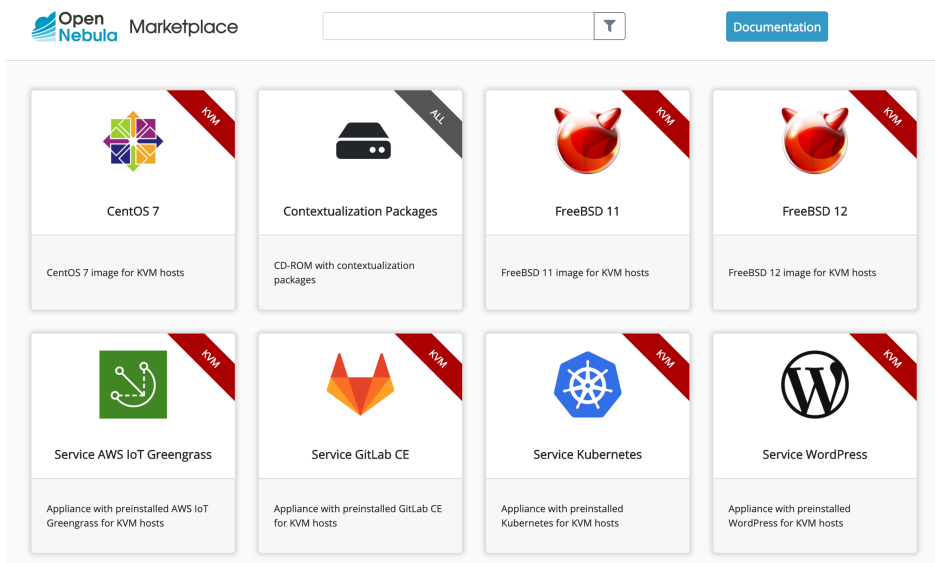 Open
Nebula
Marketplace
Documentation
KVM
CentOS 7
CentOS 7 image for KVM hosts
ALL
Contextualization Packages
CD-ROM with contextualization
packages
KVM
FreeBSD 11
FreeBSD 11 image for KVM hosts
KVM
FreeBSD 12
FreeBSD 12 image for KVM hosts
KVM
Service AWS IoT Greengrass
Appliance with preinstalled AWS IoT
Greengrass for KVM hosts
KVM
Service GitLab CE
Appliance with preinstalled GitLab CE
for KVM hosts
KVM
Service Kubernetes
Appliance with preinstalled
Kubernetes for KVM hosts
KVM
Service WordPress
Appliance with preinstalled
WordPress for KVM hosts